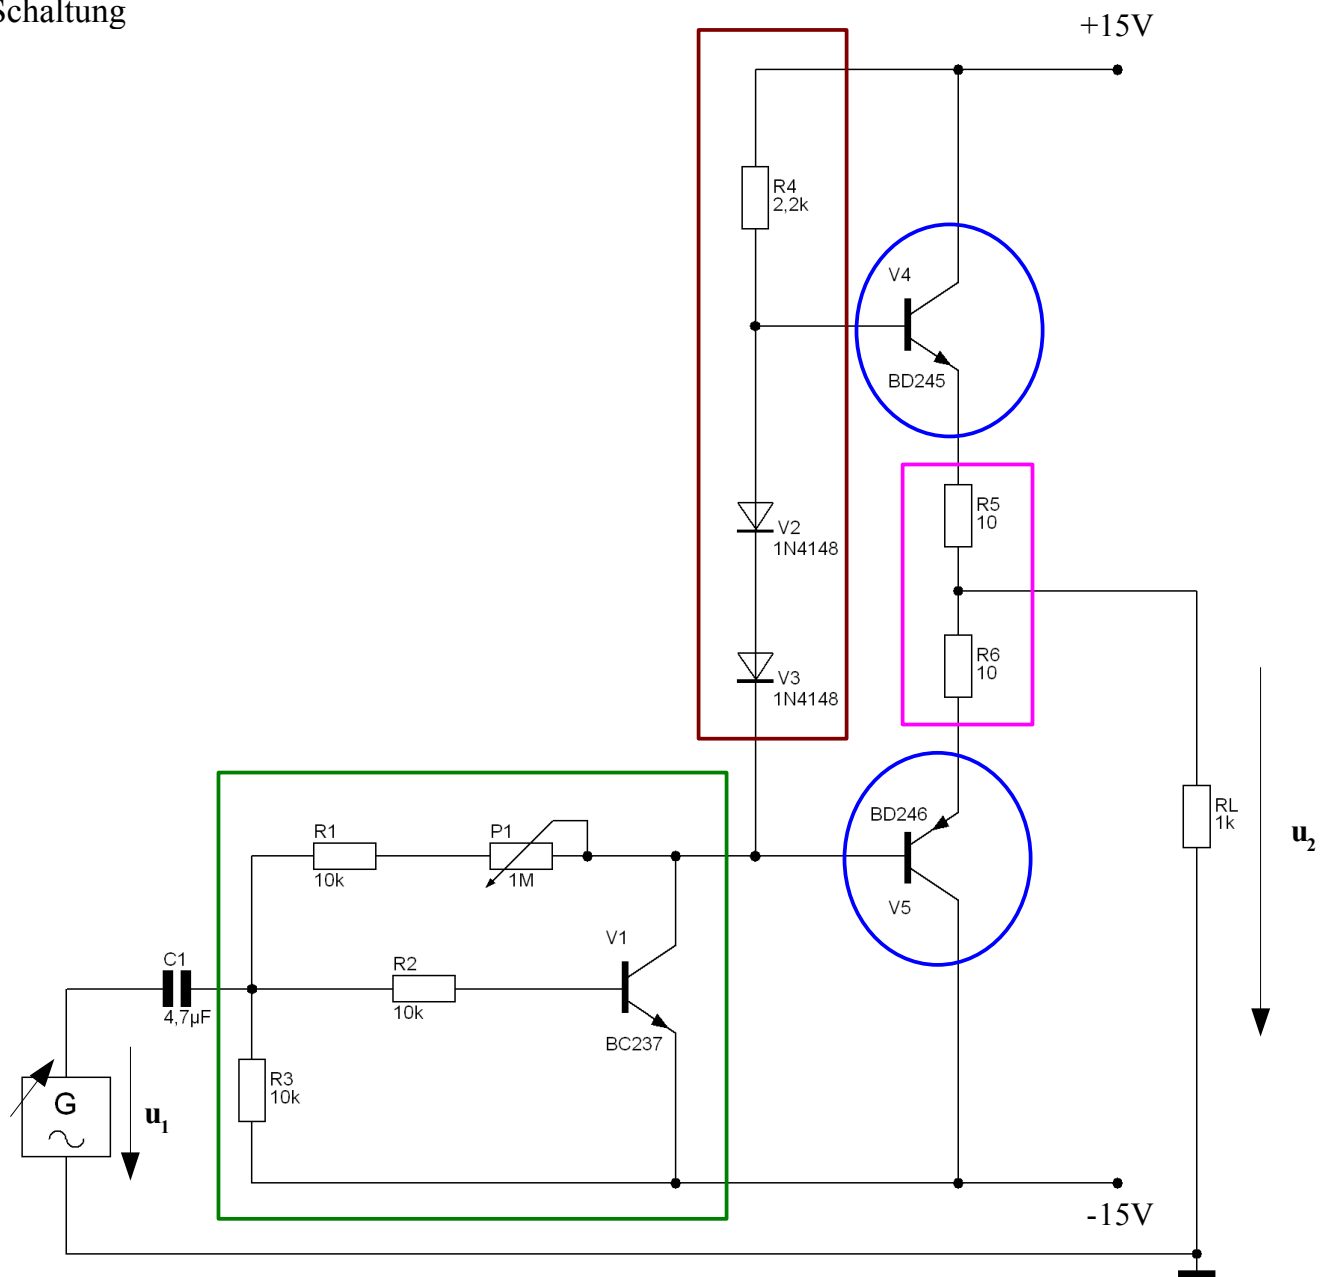 Schaltung
+15V
R4
2,2k
V4
BD245
R5
10
V2
1N4148
R6
10
V3
1N4148
BD246
RL
1k
u2
R1
10k
P1
1M
V5
V1
C1
4,7µF
R2
10k
BC237
R3
10k
G
u1
-15V